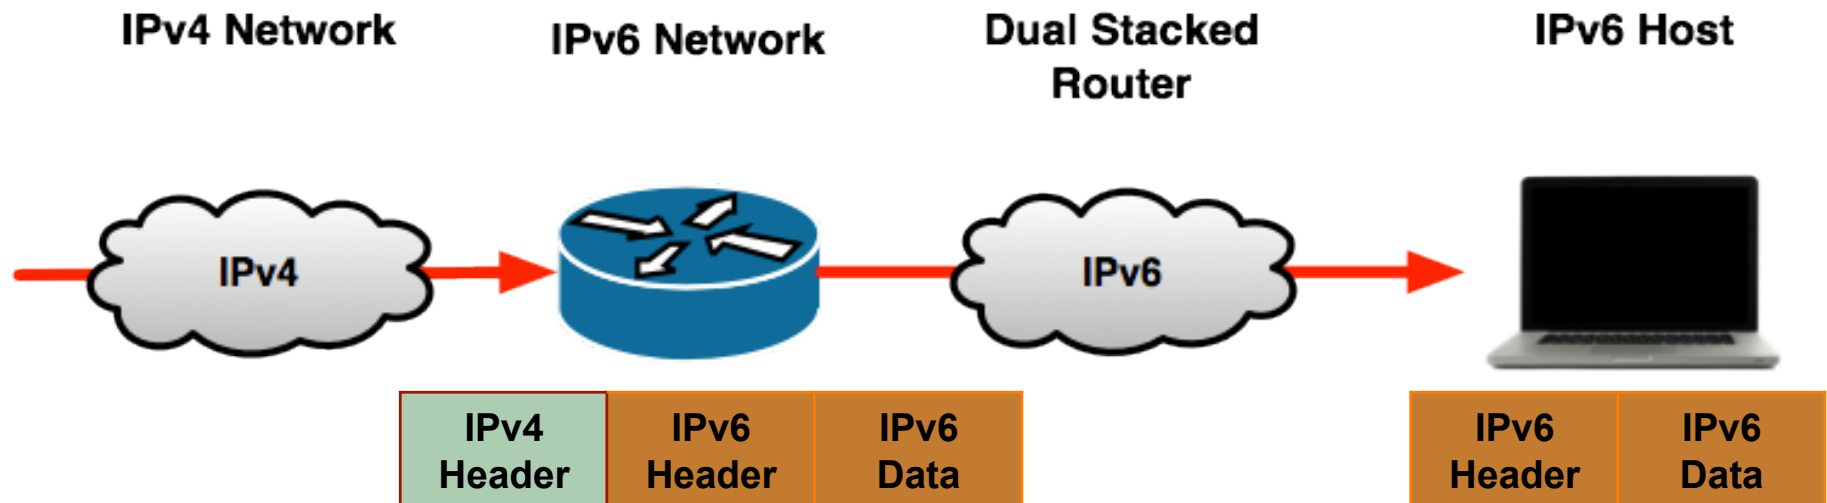 IPv4 Network
IPv6 Network
Dual Stacked
Router
IPv6 Host
IPv4
IPv6
IPv4
Header
IPv6
Header
IPv6
Data
IPv6
Header
IPv6
Data